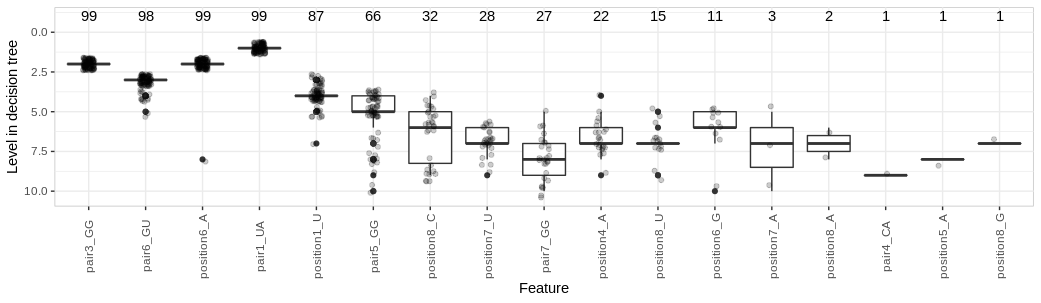 99 98 99 99 87 66 32 28 27 22 15 11 3 2 1 1 1
Level in decision tree
0.0
2.5
5.0
7.5
10.0
pair3_GG
pair6_GU
position6_A
pair1_UA
position1_U
pair5_GG
position8_C
position7_U
pair7_GG
position4_A
position8_U
position6_G
position7_A
position8_A
pair4_CA
position5_A
position8_G
Feature